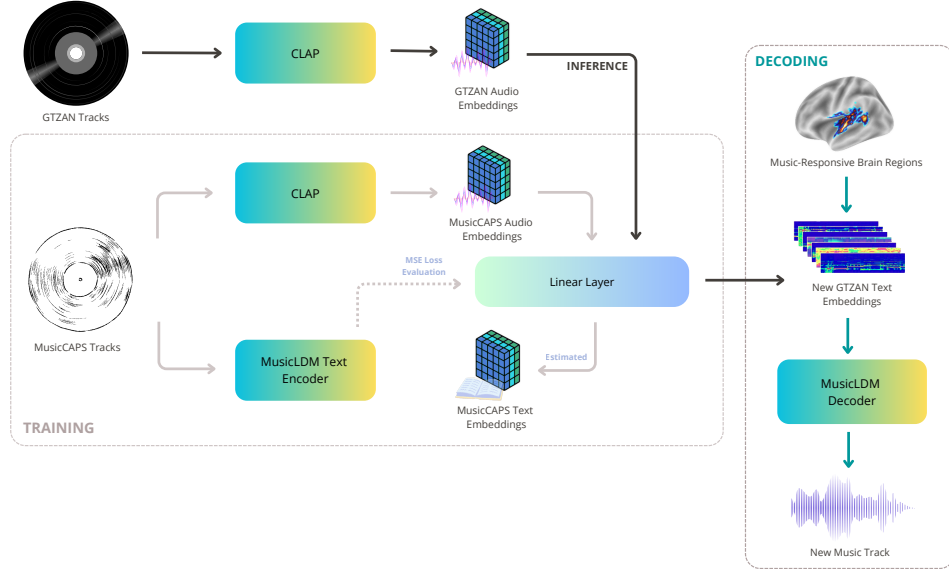 CLAP
GTZAN Tracks
GTZAN Audio
Embeddings
INFERENCE
DECODING
Music-Responsive Brain Regions
CLAP
MusicCAPS Audio
Embeddings
MSE Loss
Evaluation
Linear Layer
New GTZAN Text
Embeddings
MusicCAPS Tracks
MusicLDM Text
Encoder
Estimated
MusicCAPS Text
Embeddings
TRAINING
MusicLDM
Decoder
New Music Track